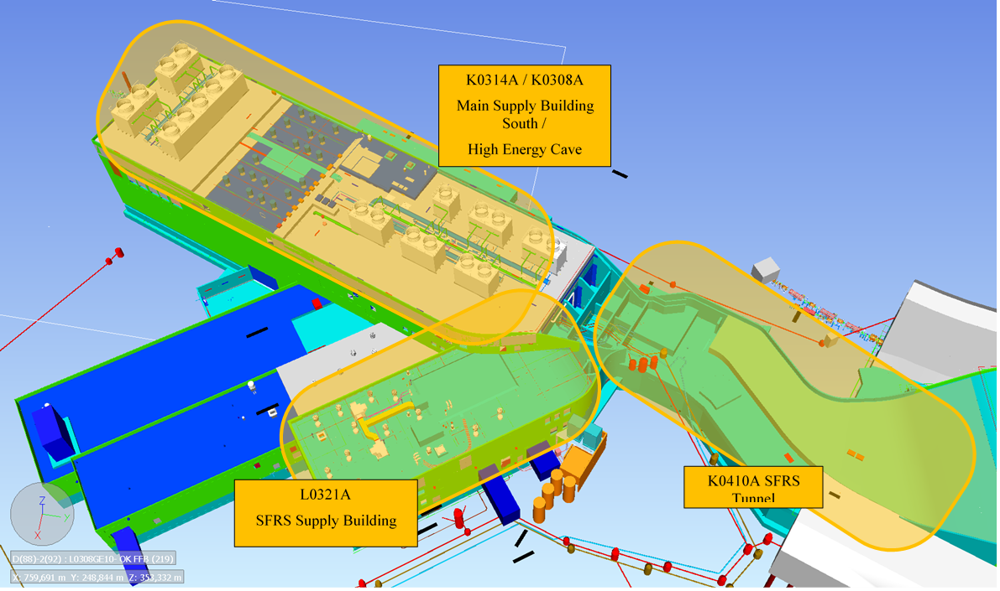 K0314A / K0308A
Main Supply Building
South /
High Energy Cave
L0321A
SFRS Supply Building
K0410A SFRS
Tunnel
Z
Y
X
D(88)-2(92) : L0308GE10- OK FFB (219)
X: 759,691 m Y: 248,844 m Z: 353,332 m